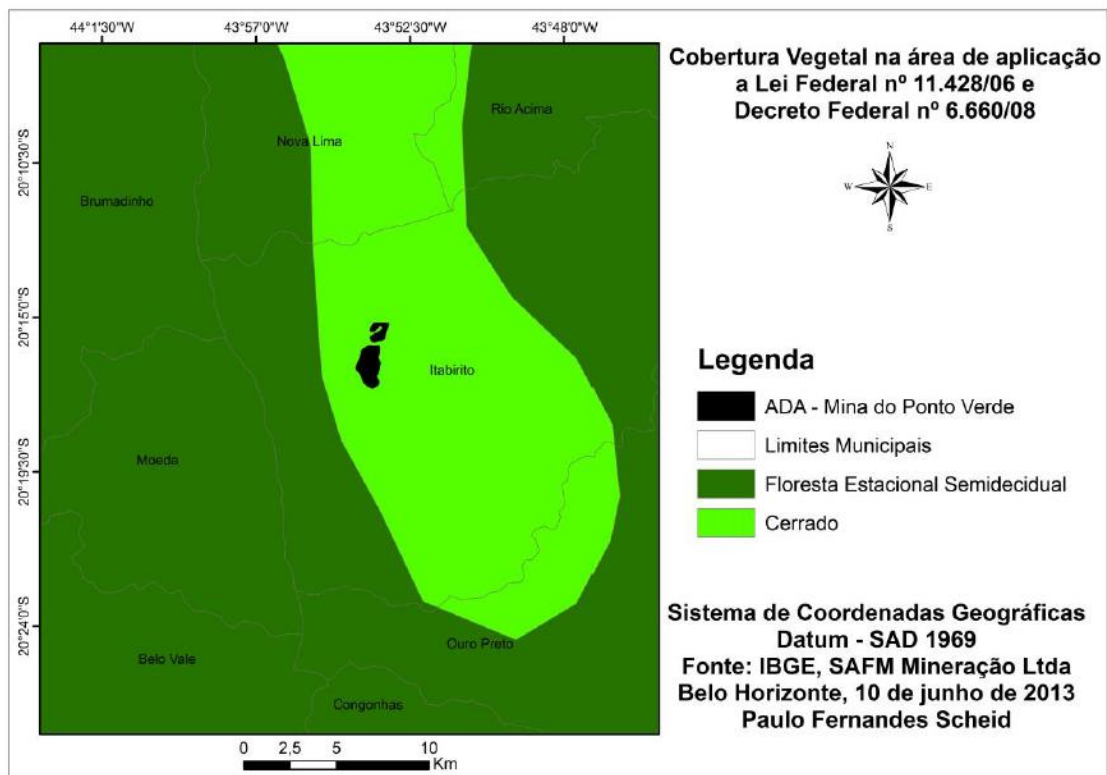 44°1'30"W
43°57'0"W
43°52'30"W
43°48'0"W
20°10'30"S
20°15'0"S
20°19'30"S
20°24'0"S
Rio Acima
Nova Lima
Brumadinho
Itabirito
Moeda
Ouro Preto
Belo Vale
Congonhas
0 2,5 5 10
Km
Cobertura Vegetal na área de aplicação
a Lei Federal nº 11.428/06 e
Decreto Federal nº 6.660/08
N
W E
S
Legenda
ADA - Mina do Ponto Verde
Limites Municipais
Floresta Estacional Semidecidual
Cerrado
Sistema de Coordenadas Geográficas
Datum - SAD 1969
Fonte: IBGE, SAFM Mineração Ltda
Belo Horizonte, 10 de junho de 2013
Paulo Fernandes Scheid